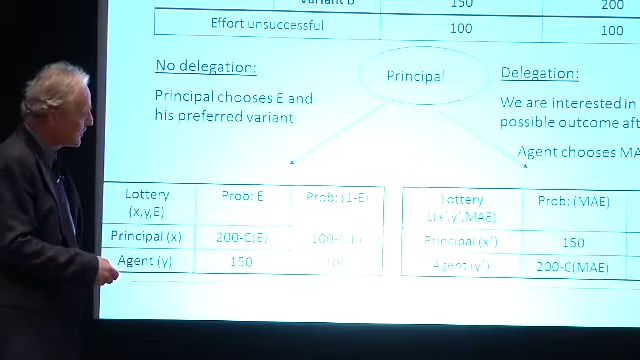 Variant B 150 200
Effort unsuccessful 100 100
No delegation:
Principal
Delegation:
Principal chooses E and
his preferred variant
We are interested in
possible outcome aft
Agent chooses MA
Lottery
(x,y,E)
Prob: E
Prob: (1-E)
Principal (x) 200-C(E) 100-C(E)
Agent (y) 150 100
Lottery
L(x',y',MAE)
Prob: (MAE)
Principal (x') 150
Agent (y') 200-C(MAE)